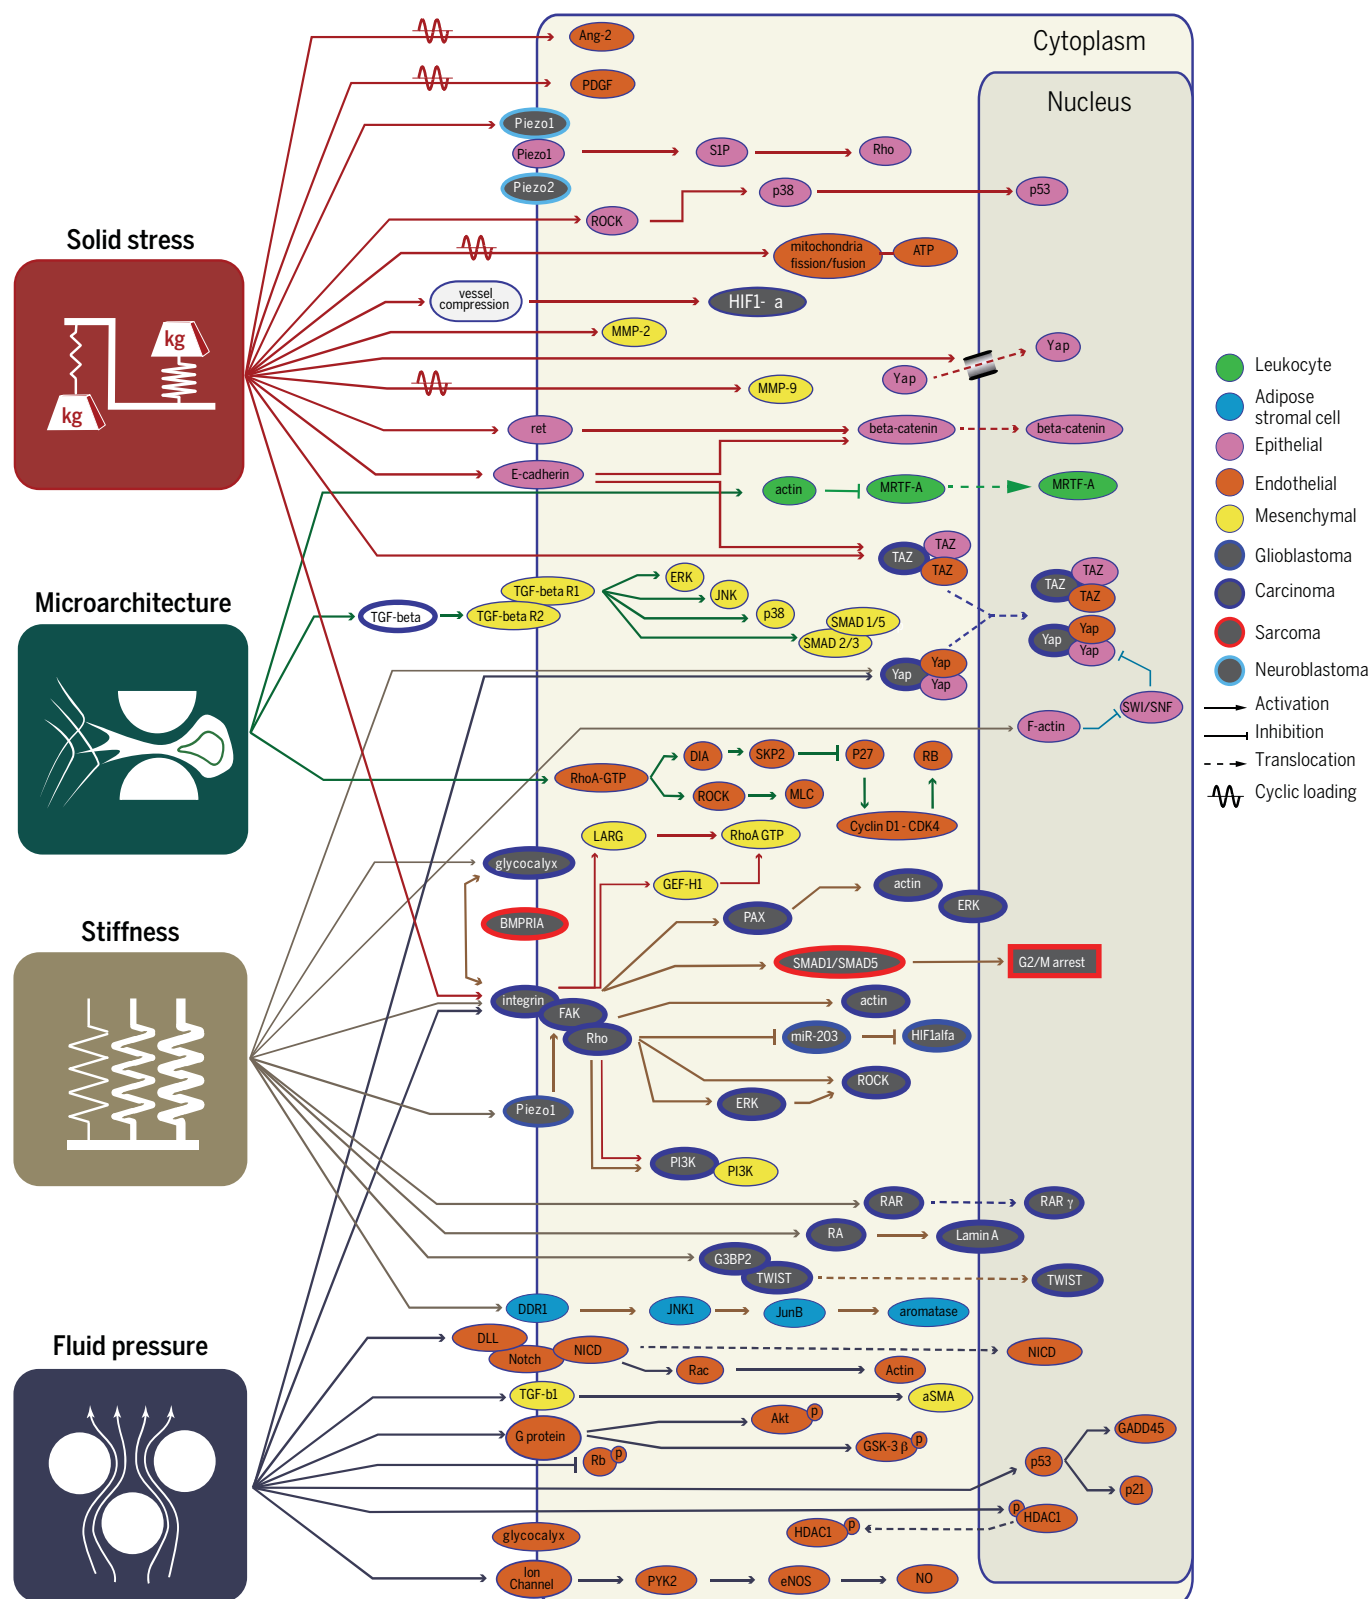 Cytoplasm
Nucleus
Ang-2
PDGF
Piezo1
Piezo1
S1P
Rho
Piezo2
p38
p53
ROCK
Solid stress
kg
kg
mitochondria
fission/fusion
ATP
vessel
compression
HIF1- a
MMP-2
Yap
Yap
MMP-9
ret
beta-catenin
beta-catenin
E-cadherin
actin
MRTF-A
MRTF-A
TAZ
TAZ
TAZ
TAZ
TAZ
TAZ
Leukocyte
Adipose
stromal cell
Epithelial
Endothelial
Mesenchymal
Glioblastoma
Carcinoma
Sarcoma
Neuroblastoma
Activation
Inhibition
Translocation
Cyclic loading
Microarchitecture
TGF-beta
TGF-beta R1
TGF-beta R2
ERK
JNK
p38
SMAD 1/5
SMAD 2/3
Yap
Yap
Yap
Yap
Yap
Yap
SWI/SNF
F-actin
RhoA-GTP
DIA
SKP2
P27
RB
ROCK
MLC
Cyclin D1 - CDK4
LARG
RhoA GTP
glycocalyx
GEF-H1
actin
ERK
PAX
BMPRIA
Stiffness
SMAD1/SMAD5
G2/M arrest
integrin
FAK
Rho
actin
miR-203
HIF1alfa
ROCK
ERK
Piezo1
PI3K
PI3K
RAR
RAR γ
RA
Lamin A
G3BP2
TWIST
TWIST
DDR1
JNK1
JunB
aromatase
Fluid pressure
DLL
Notch
NICD
NICD
Rac
Actin
TGF-b1
aSMA
G protein
Akt
p
GSK-3 β
p
Rb
p
p53
GADD45
p21
p
HDAC1
HDAC1
p
glycocalyx
Ion
Channel
PYK2
eNOS
NO